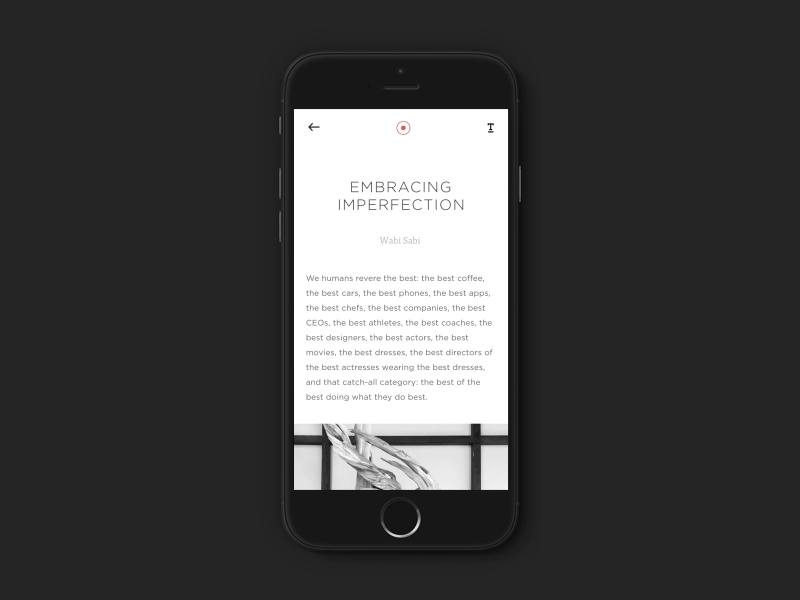 EMBRACING
IMPERFECTION
Wabi Sabi
We humans revere the best: the best coffee,
the best cars, the best phones, the best apps,
the best chefs, the best companies, the best
CEOs, the best athletes, the best coaches, the
best designers, the best actors, the best
movies, the best dresses, the best directors of
the best actresses wearing the best dresses,
and that catch-all category: the best of the
best doing what they do best.